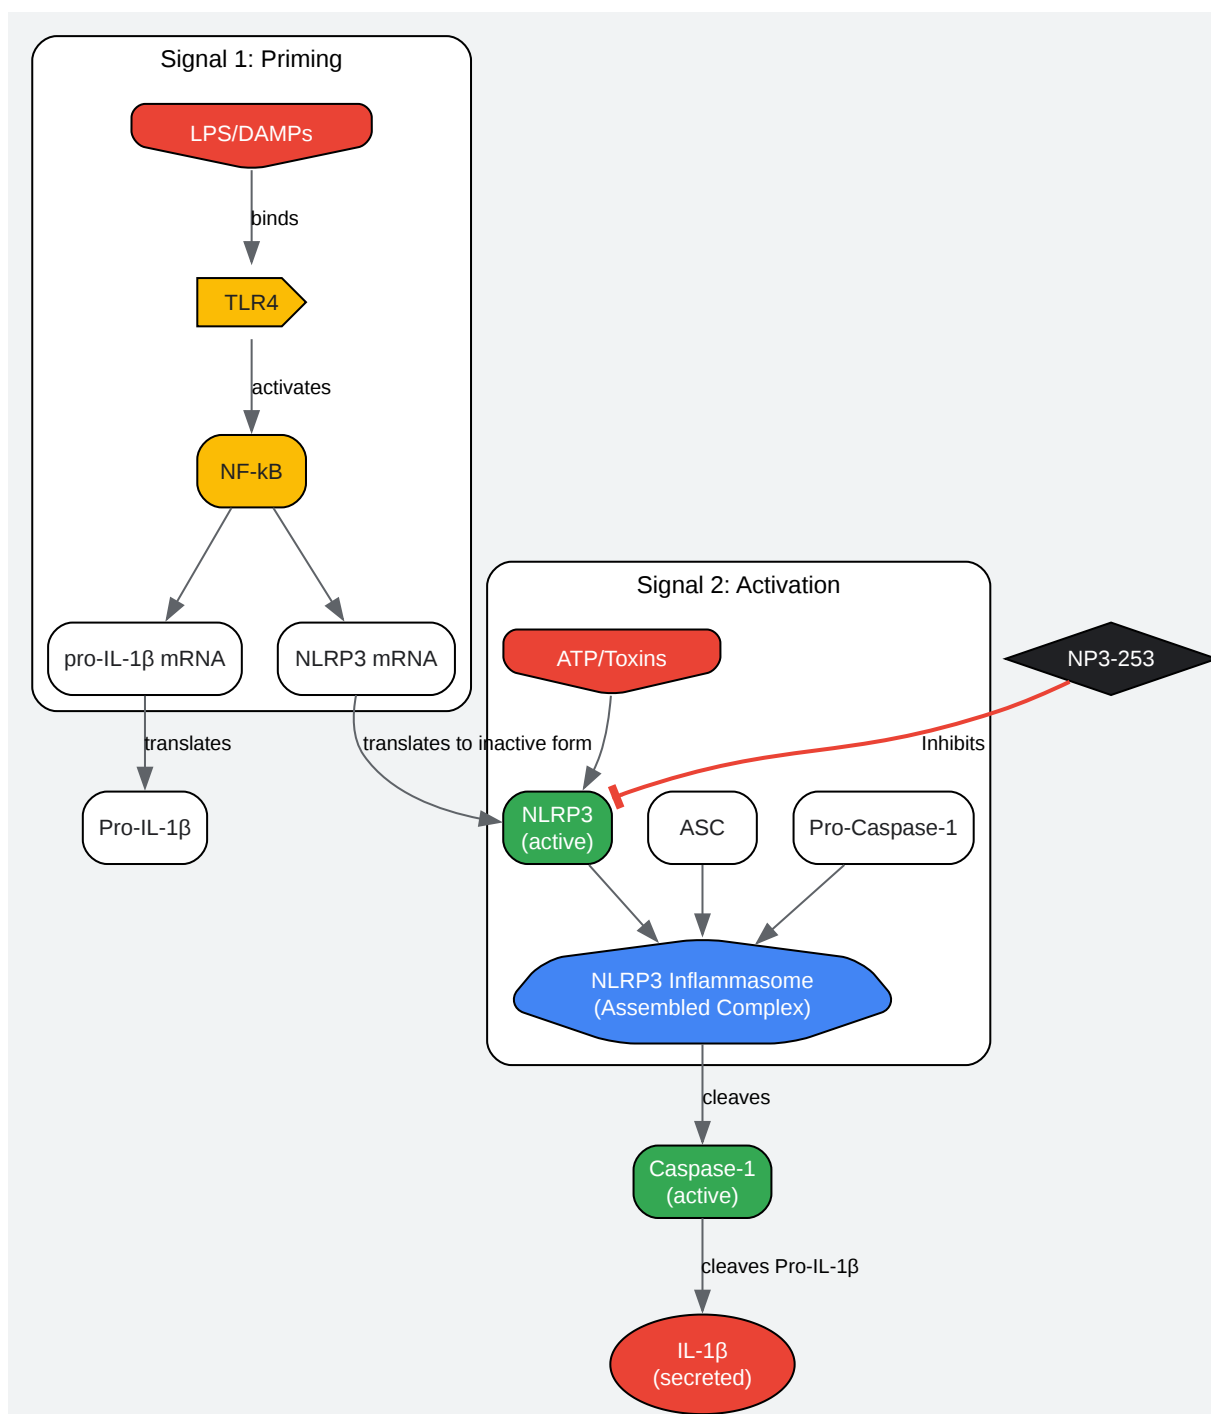 Signal 1: Priming
LPS/DAMPs
binds
TLR4
activates
NF-kB
pro-IL-1β mRNA
NLRP3 mRNA
translates
Pro-IL-1β
translates to inactive form
Signal 2: Activation
ATP/Toxins
NP3-253
Inhibits
NLRP3
(active)
ASC
Pro-Caspase-1
NLRP3 Inflammasome
(Assembled Complex)
cleaves
Caspase-1
(active)
cleaves Pro-IL-1β
IL-1β
(secreted)